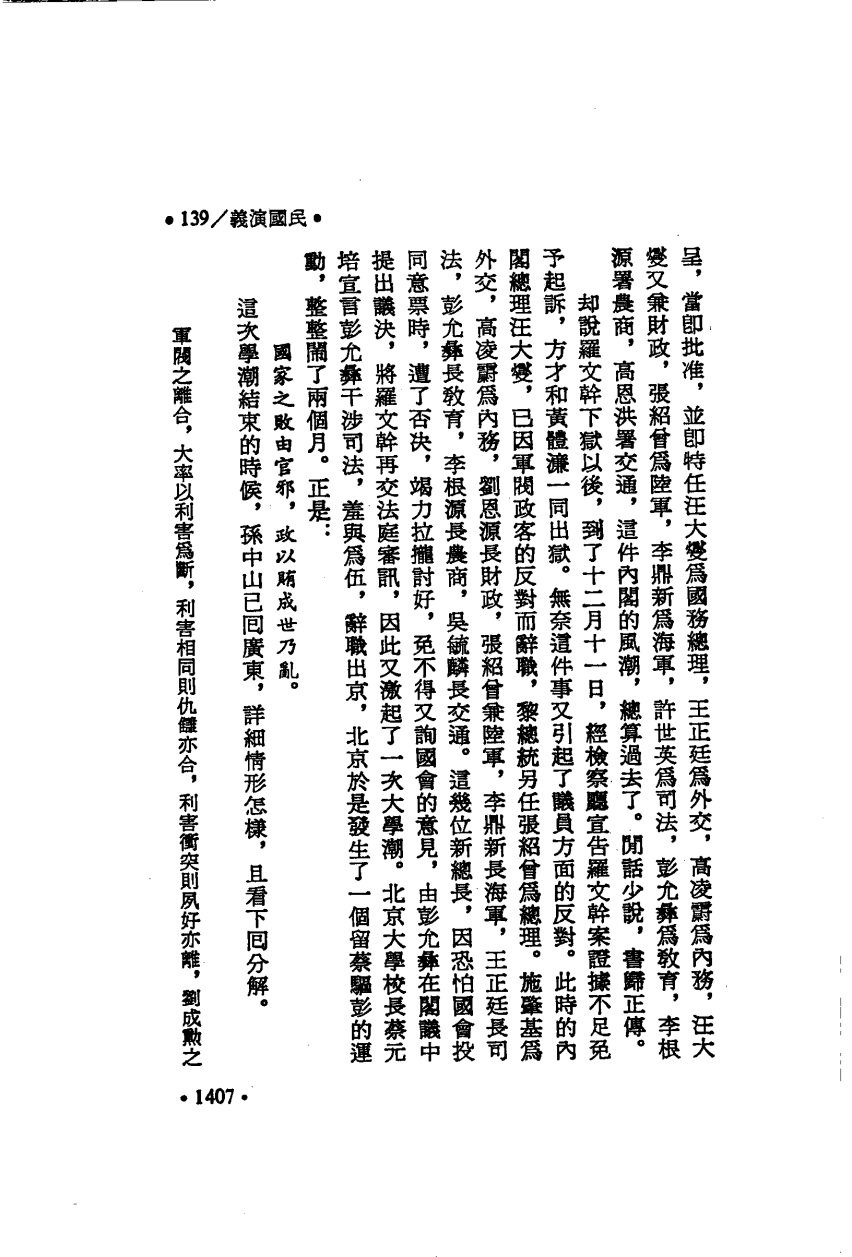 •139／義演國民•
呈，當卽批准，並卽特任汪大燮爲國務總理，王正廷爲外交，高凌霨爲內務，汪大
燮又兼財政，張紹曾爲陸軍，李鼎新爲海軍，許世英爲司法，彭允彝爲敎育，李根
源署農商，高恩洪署交通，這件內閣的風潮，總算過去了。閒話少說，書歸正傳。
却說羅文幹下獄以後，到了十二月十一日，經檢察廳宣告羅文幹案證據不足免
予起訴，方才和黃體濂一同出獄。無奈這件事又引起了議員方面的反對。此時的內
閣總理汪大燮，已因軍閥政客的反對而辭職，黎總統另任張紹曾爲總理。施肇基爲
外交，高凌霨爲內務，劉恩源長財政，張紹曾兼陸軍，李鼎新長海軍，王正廷長司
法，彭允彝長敎育，李根源長農商，吳毓麟長交通。這幾位新總長，因恐怕國會投
同意票時，遭了否決，竭力拉攏討好，免不得又詢國會的意見，由彭允彝在閣議中
提出議決，將羅文幹再交法庭審訊，因此又激起了一次大學潮。北京大學校長蔡元
培宣言彭允彝干涉司法，羞與爲伍，辭職出京，北京於是發生了一個留蔡驅彭的運
動，整整鬧了兩個月。正是：
國家之敗由官邪，政以賄成世乃亂。
這次學潮結束的時候，孫中山已回廣東，詳細情形怎樣，且看下回分解。
軍閥之離合，大率以利害爲斷，利害相同則仇讎亦合，利害衝突則夙好亦離，劉成勳之
•1407•